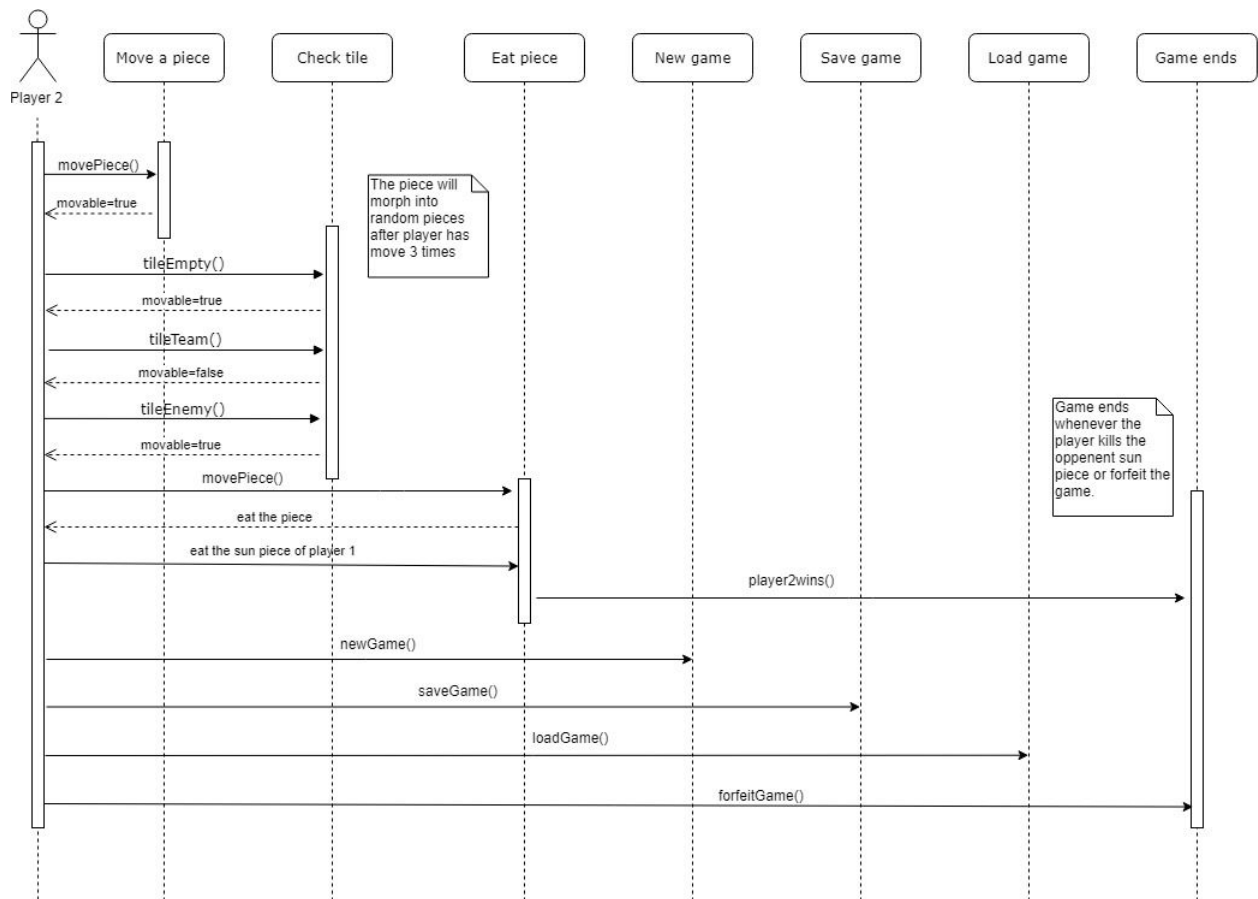 Move a piece
Check tile
Eat piece
New game
Save game
Load game
Game ends
Player 2
movePiece()
movable=true
The piece will
morph into
random pieces
after player has
move 3 times
tileEmpty()
movable=true
tileTeam()
movable=false
tileEnemy()
movable=true
Game ends
whenever the
player kills the
oppenent sun
piece or forfeit the
game.
movePiece()
eat the piece
eat the sun piece of player 1
player2wins()
newGame()
saveGame()
loadGame()
forfeitGame()